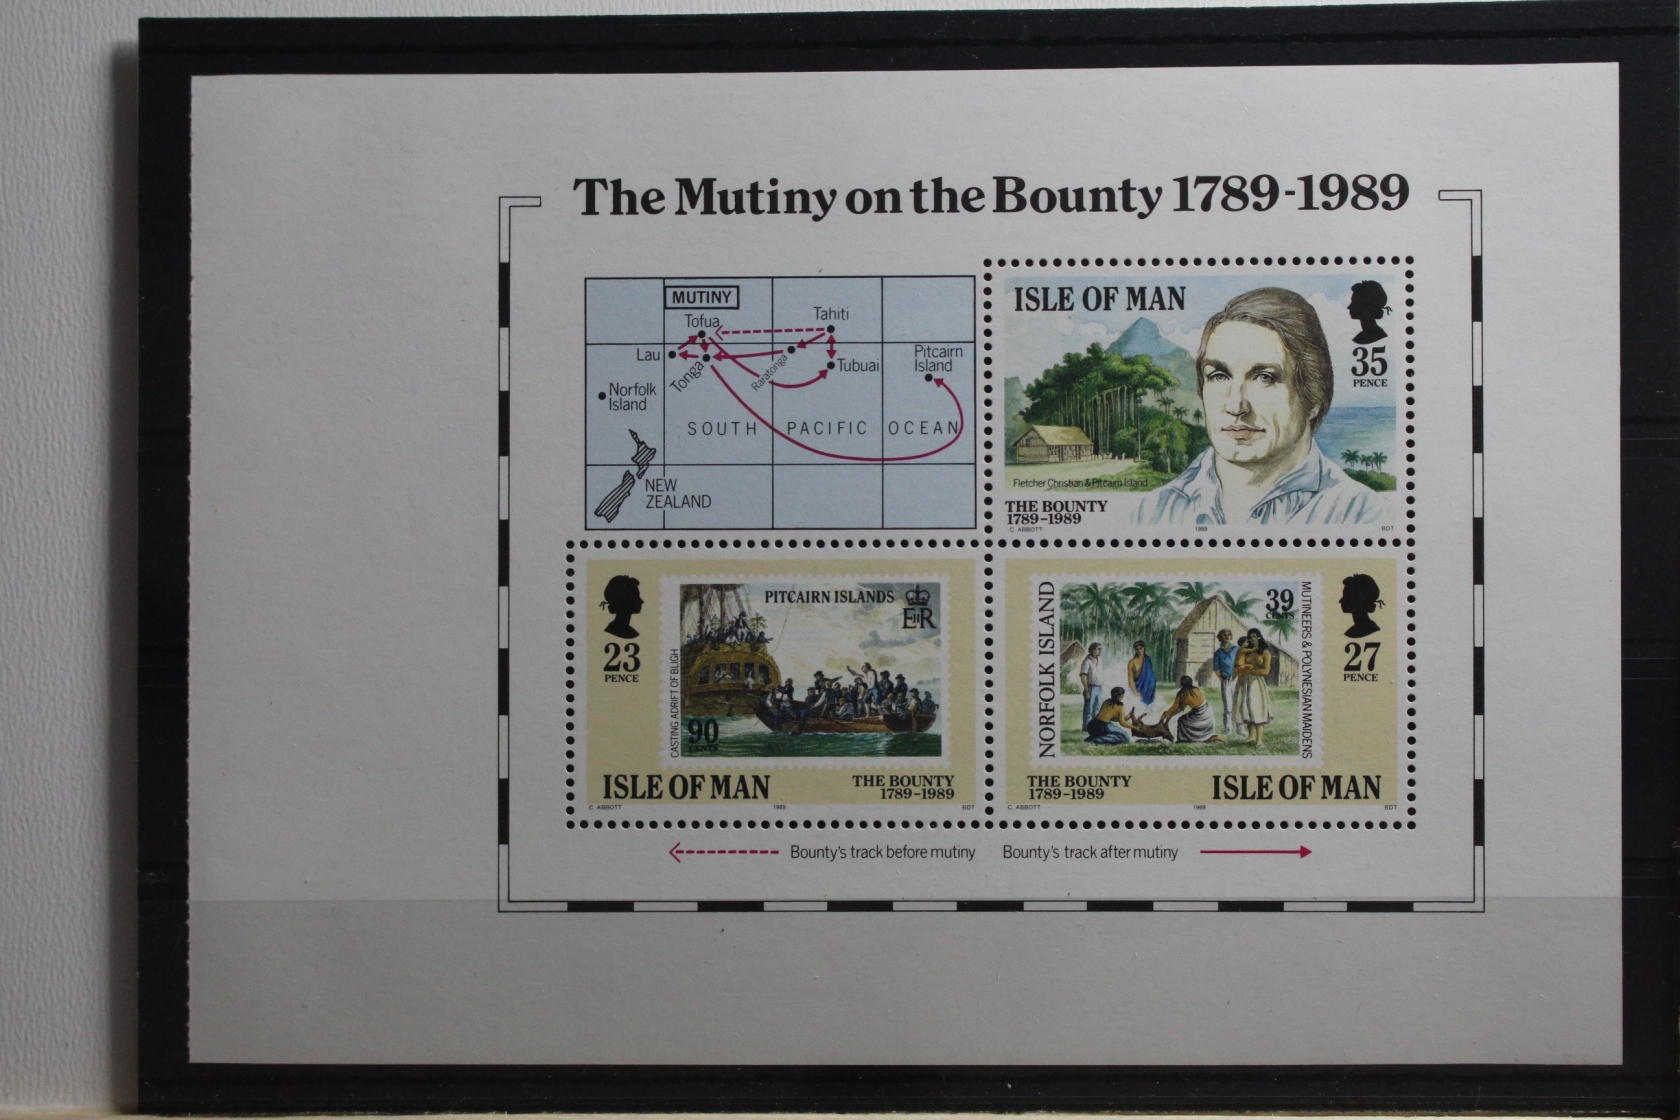 The Mutiny on the Bounty 1789-1989
MUTINY
Tofua
Tahiti
Lau
Tonga
Raratonga
Tubuai
Pitcairn
Island
Norfolk
Island
SOUTH PACIFIC OCEAN
NEW
ZEALAND
ISLE OF MAN
35
PENCE
Fletcher Christian & Pitcairn Island
THE BOUNTY
1789-1989
C. ABBOTT 1989 BDT
23
PENCE
PITCAIRN ISLANDS
EIIR
CASTING ADRIFT OF BLIGH
90
CENTS
ISLE OF MAN
THE BOUNTY
1789-1989
C. ABBOTT 1989 BDT
NORFOLK ISLAND
39
CENTS
MUTINEERS & POLYNESIAN MAIDENS
27
PENCE
THE BOUNTY
1789-1989
ISLE OF MAN
C. ABBOTT 1989 BDT
Bounty's track before mutiny
Bounty's track after mutiny